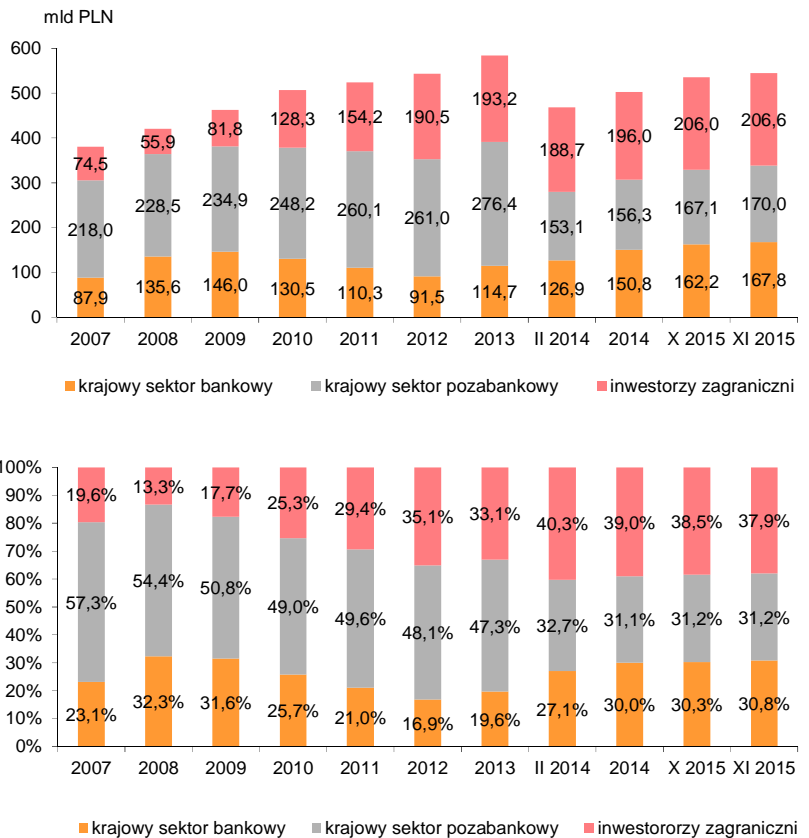 mld PLN
600
500
400
300
200
100
0
74,5 55,9 81,8 128,3 154,2 190,5 193,2 188,7 196,0 206,0 206,6
218,0 228,5 234,9 248,2 260,1 261,0 276,4 153,1 156,3 167,1 170,0
87,9 135,6 146,0 130,5 110,3 91,5 114,7 126,9 150,8 162,2 167,8
2007 2008 2009 2010 2011 2012 2013 II 2014 2014 X 2015 XI 2015
krajowy sektor bankowy krajowy sektor pozabankowy inwestorzy zagraniczni
100%
90%
80%
70%
60%
50%
40%
30%
20%
10%
0%
19,6% 13,3% 17,7% 25,3% 29,4% 35,1% 33,1% 40,3% 39,0% 38,5% 37,9%
57,3% 54,4% 50,8% 49,0% 49,6% 48,1% 47,3% 32,7% 31,1% 31,2% 31,2%
23,1% 32,3% 31,6% 25,7% 21,0% 16,9% 19,6% 27,1% 30,0% 30,3% 30,8%
2007 2008 2009 2010 2011 2012 2013 II 2014 2014 X 2015 XI 2015
krajowy sektor bankowy krajowy sektor pozabankowy inwestororzy zagraniczni